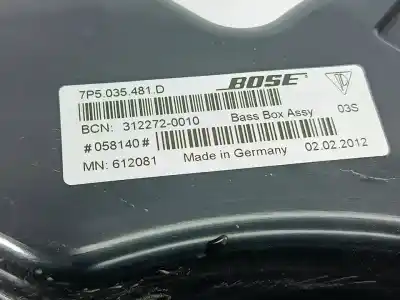 7P5.035.481.D BOSE
BCN: 312272-0010 Bass Box Assy 03S
#058140#
MN: 612081 Made in Germany 02.02.2012